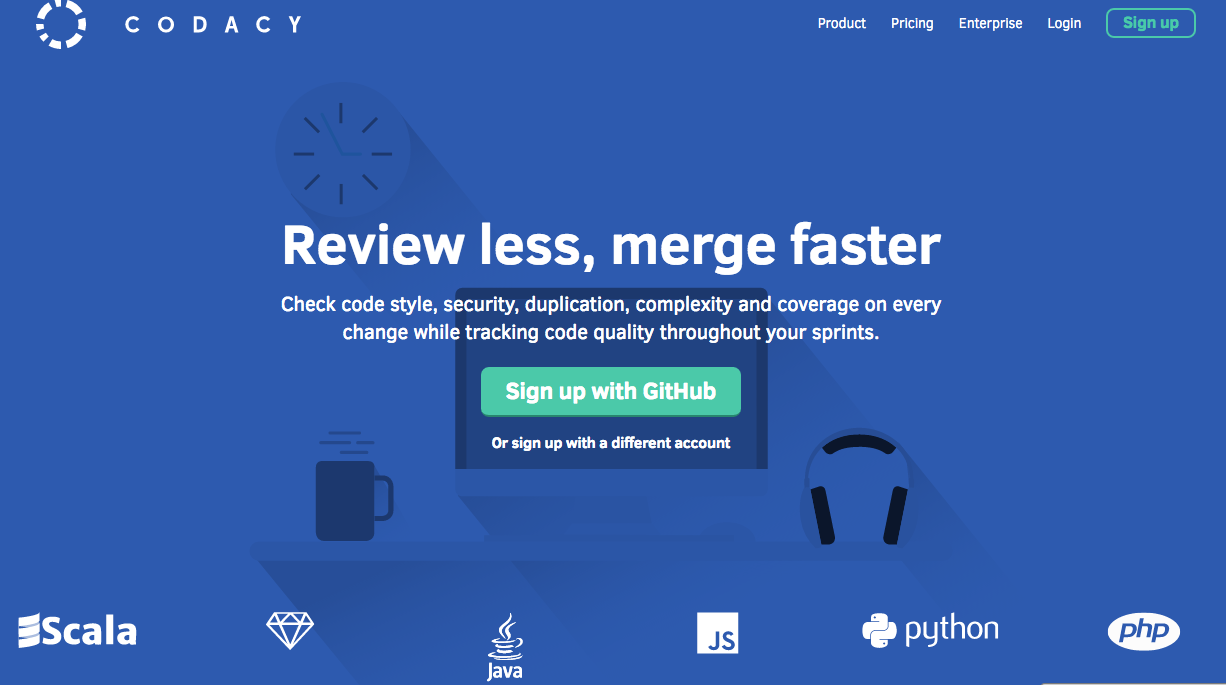 CODACY
Product
Pricing
Enterprise
Login
Sign up
Review less, merge faster
Check code style, security, duplication, complexity and coverage on every
change while tracking code quality throughout your sprints.
Sign up with GitHub
Or sign up with a different account
Scala
Java
JS
python
php